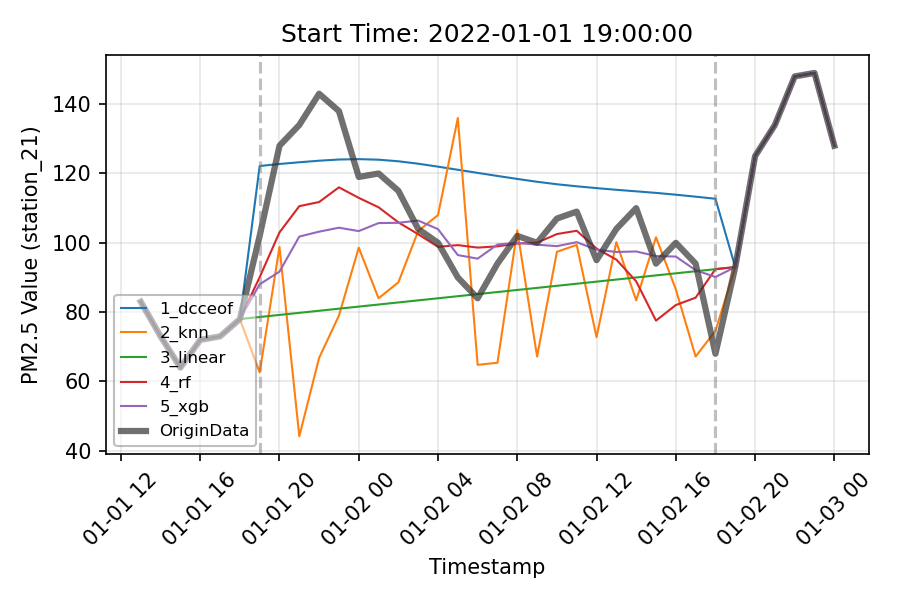 Start Time: 2022-01-01 19:00:00
PM2.5 Value (station_21)
140
120
100
80
60
40
1_dcceof
2_knn
3_linear
4_rf
5_xgb
OriginData
01-01 12
01-01 16
01-01 20
01-02 00
01-02 04
01-02 08
01-02 12
01-02 16
01-02 20
01-03 00
Timestamp